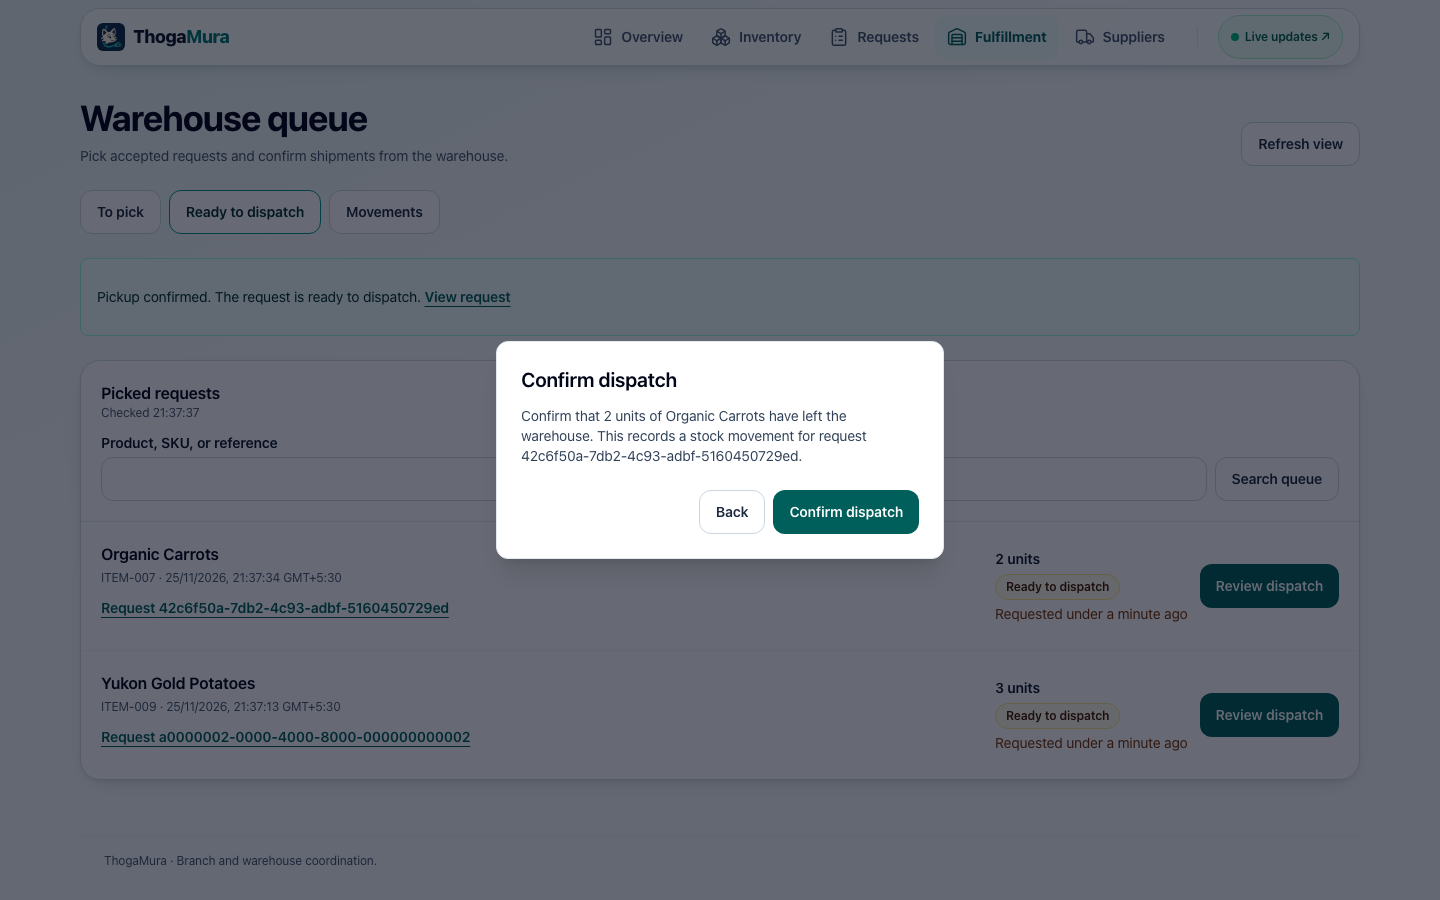 ThogaMura
Overview
Inventory
Requests
Fulfillment
Suppliers
Live updates ↗
Warehouse queue
Pick accepted requests and confirm shipments from the warehouse.
Refresh view
To pick
Ready to dispatch
Movements
Pickup confirmed. The request is ready to dispatch. View request
Picked requests
Checked 21:37:37
Product, SKU, or reference
Search queue
Confirm dispatch
Confirm that 2 units of Organic Carrots have left the
warehouse. This records a stock movement for request
42c6f50a-7db2-4c93-adbf-5160450729ed.
Back
Confirm dispatch
Organic Carrots
ITEM-007 · 25/11/2026, 21:37:34 GMT+5:30
Request 42c6f50a-7db2-4c93-adbf-5160450729ed
2 units
Ready to dispatch
Requested under a minute ago
Review dispatch
Yukon Gold Potatoes
ITEM-009 · 25/11/2026, 21:37:13 GMT+5:30
Request a0000002-0000-4000-8000-000000000002
3 units
Ready to dispatch
Requested under a minute ago
Review dispatch
ThogaMura · Branch and warehouse coordination.